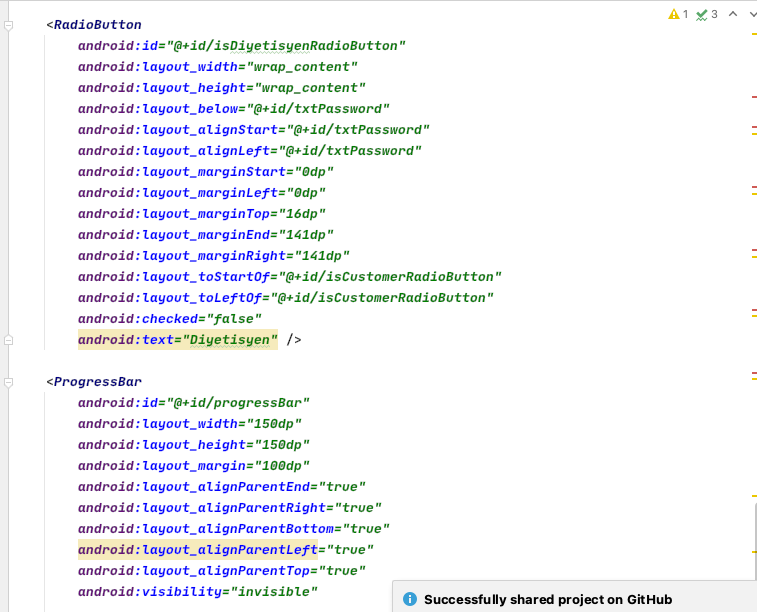 1 3
<RadioButton
android:id="@+id/isDiyetisyenRadioButton"
android:layout_width="wrap_content"
android:layout_height="wrap_content"
android:layout_below="@+id/txtPassword"
android:layout_alignStart="@+id/txtPassword"
android:layout_alignLeft="@+id/txtPassword"
android:layout_marginStart="0dp"
android:layout_marginLeft="0dp"
android:layout_marginTop="16dp"
android:layout_marginEnd="141dp"
android:layout_marginRight="141dp"
android:layout_toStartOf="@+id/isCustomerRadioButton"
android:layout_toLeftOf="@+id/isCustomerRadioButton"
android:checked="false"
android:text="Diyetisyen" />
<ProgressBar
android:id="@+id/progressBar"
android:layout_width="150dp"
android:layout_height="150dp"
android:layout_margin="100dp"
android:layout_alignParentEnd="true"
android:layout_alignParentRight="true"
android:layout_alignParentBottom="true"
android:layout_alignParentLeft="true"
android:layout_alignParentTop="true"
android:visibility="invisible"
Successfully shared project on GitHub